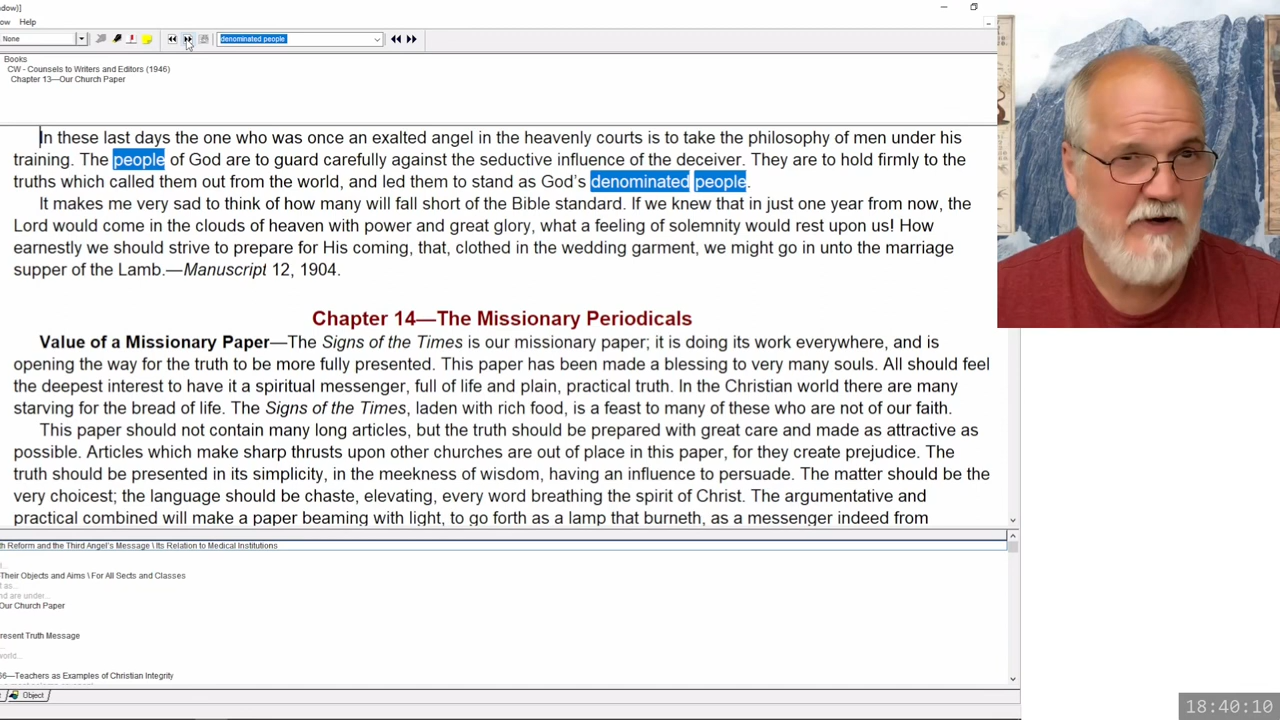 ndow)]
ow Help
None denominated people
Books
CW - Counsels to Writers and Editors (1946)
Chapter 13—Our Church Paper
In these last days the one who was once an exalted angel in the heavenly courts is to take the philosophy of men under his
training. The people of God are to guard carefully against the seductive influence of the deceiver. They are to hold firmly to the
truths which called them out from the world, and led them to stand as God's denominated people.
It makes me very sad to think of how many will fall short of the Bible standard. If we knew that in just one year from now, the
Lord would come in the clouds of heaven with power and great glory, what a feeling of solemnity would rest upon us! How
earnestly we should strive to prepare for His coming, that, clothed in the wedding garment, we might go in unto the marriage
supper of the Lamb.—Manuscript 12, 1904.
Chapter 14—The Missionary Periodicals
Value of a Missionary Paper—The Signs of the Times is our missionary paper; it is doing its work everywhere, and is
opening the way for the truth to be more fully presented. This paper has been made a blessing to very many souls. All should feel
the deepest interest to have it a spiritual messenger, full of life and plain, practical truth. In the Christian world there are many
starving for the bread of life. The Signs of the Times, laden with rich food, is a feast to many of these who are not of our faith.
This paper should not contain many long articles, but the truth should be prepared with great care and made as attractive as
possible. Articles which make sharp thrusts upon other churches are out of place in this paper, for they create prejudice. The
truth should be presented in its simplicity, in the meekness of wisdom, having an influence to persuade. The matter should be the
very choicest; the language should be chaste, elevating, every word breathing the spirit of Christ. The argumentative and
practical combined will make a paper beaming with light, to go forth as a lamp that burneth, as a messenger indeed from
th Reform and the Third Angel's Message \ Its Relation to Medical Institutions
l...
Their Objects and Aims \ For All Sects and Classes
t as...
nd are under...
Our Church Paper
resent Truth Message
...
world...
66—Teachers as Examples of Christian Integrity
Object
18:40:10